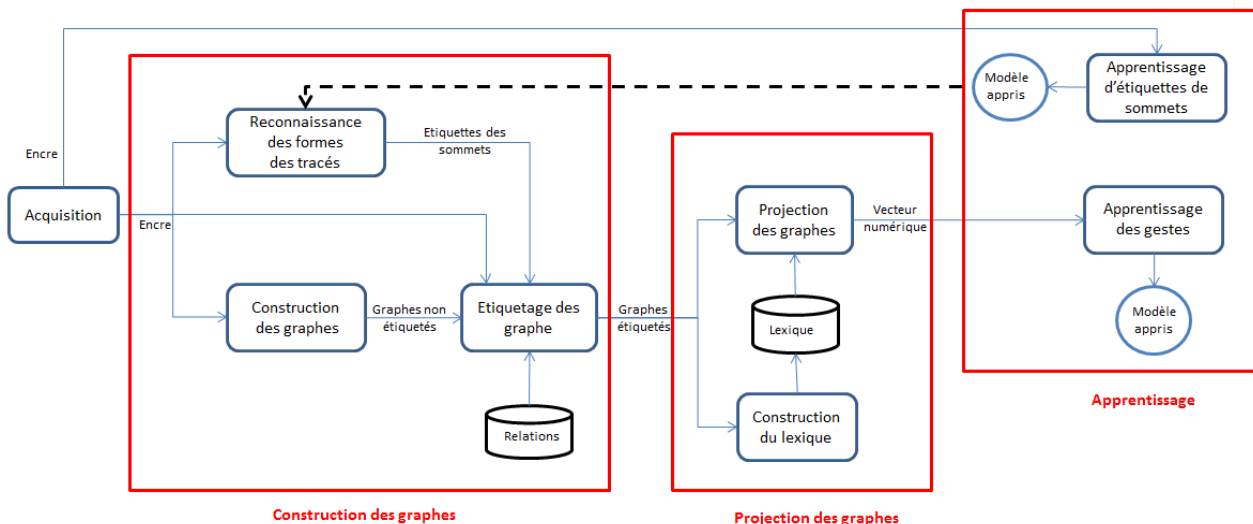 Encre
Acquisition
Encre
Reconnaissance
des formes
des tracés
Etiquettes des
sommets
Construction
des graphes
Graphes non
étiquetés
Etiquetage des
graphe
Relations
Construction des graphes
Graphes
étiquetés
Projection
des graphes
Lexique
Construction
du lexique
Projection des graphes
Vecteur
numérique
Modèle
appris
Apprentissage
d'étiquettes de
sommets
Apprentissage
des gestes
Modèle
appris
Apprentissage